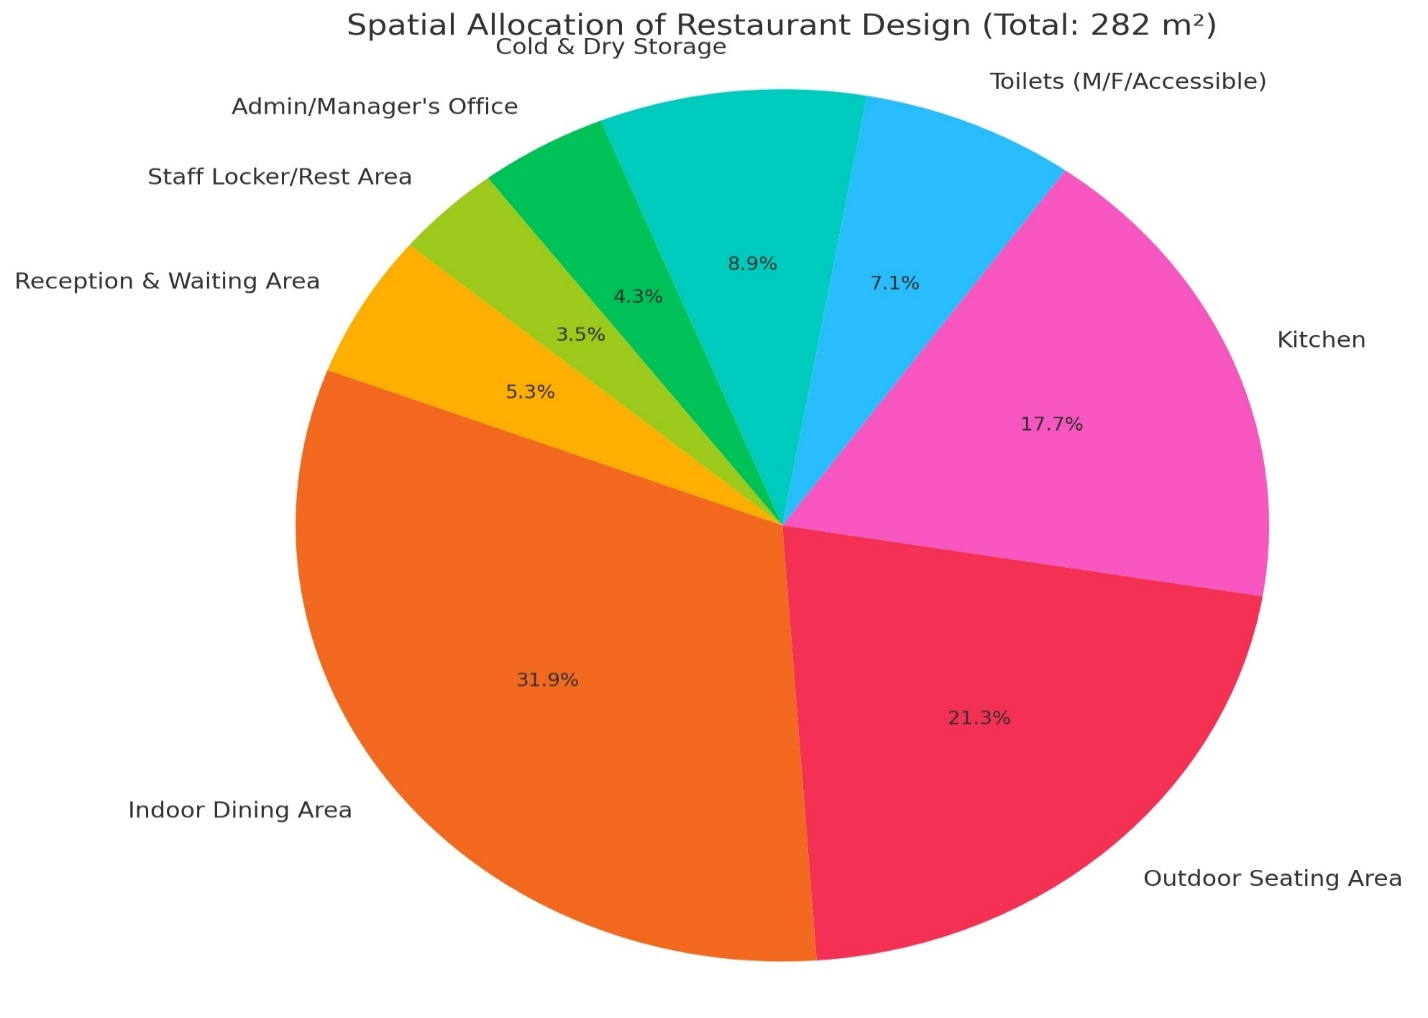 Spatial Allocation of Restaurant Design (Total: 282 m²)
Cold & Dry Storage
Toilets (M/F/Accessible)
Admin/Manager's Office
Staff Locker/Rest Area
8.9%
Reception & Waiting Area
7.1%
4.3%
3.5%
Kitchen
5.3%
17.7%
31.9%
21.3%
Indoor Dining Area
Outdoor Seating Area